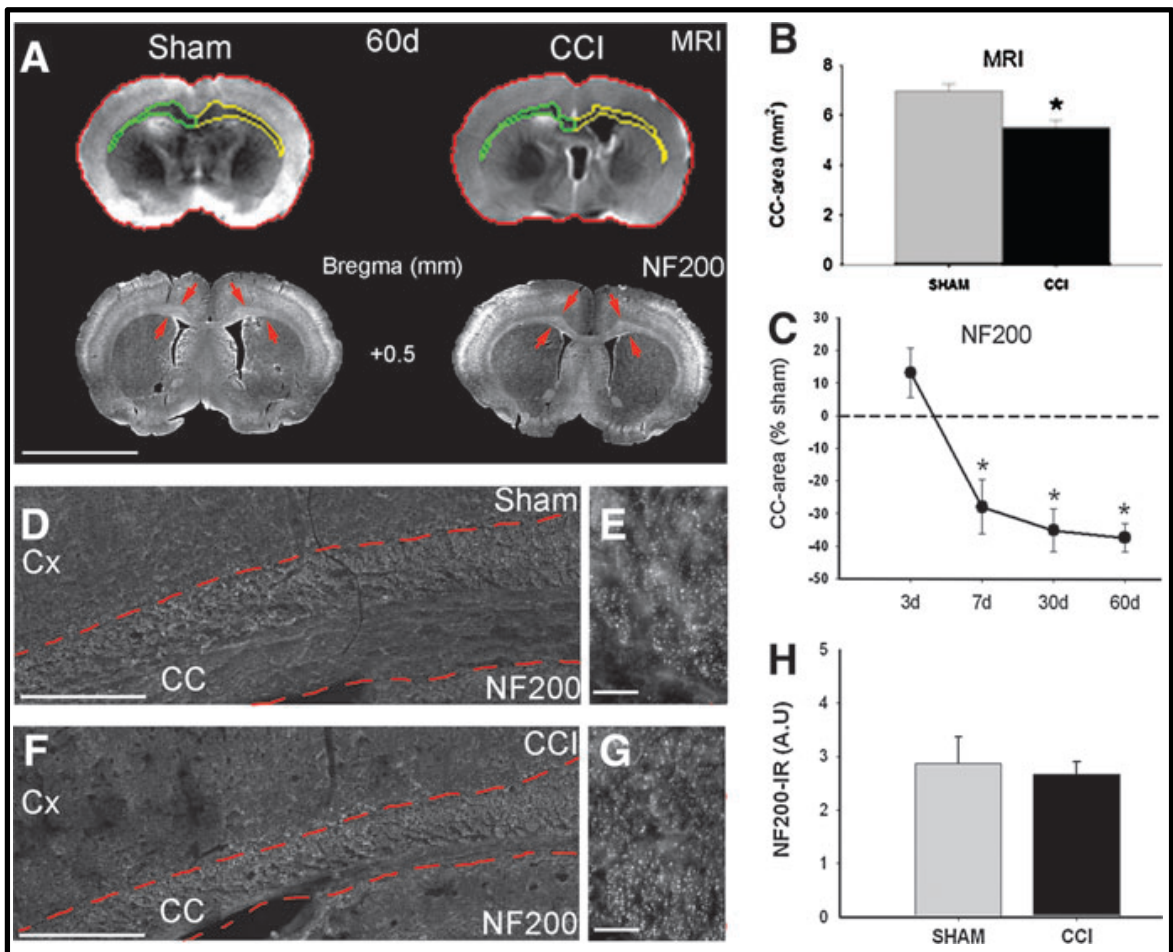 A
Sham
60d
CCI
MRI
Bregma (mm)
NF200
+0.5
B
MRI
CC-area (mm²)
8
6
4
2
0
*
SHAM
CCI
C
NF200
CC-area (% sham)
30
20
10
0
-10
-20
-30
-40
-50
*
*
*
3d
7d
30d
60d
D
Sham
Cx
CC
NF200
E
F
CCI
Cx
CC
NF200
G
H
NF200-IR (A.U)
5
4
3
2
1
0
SHAM
CCI